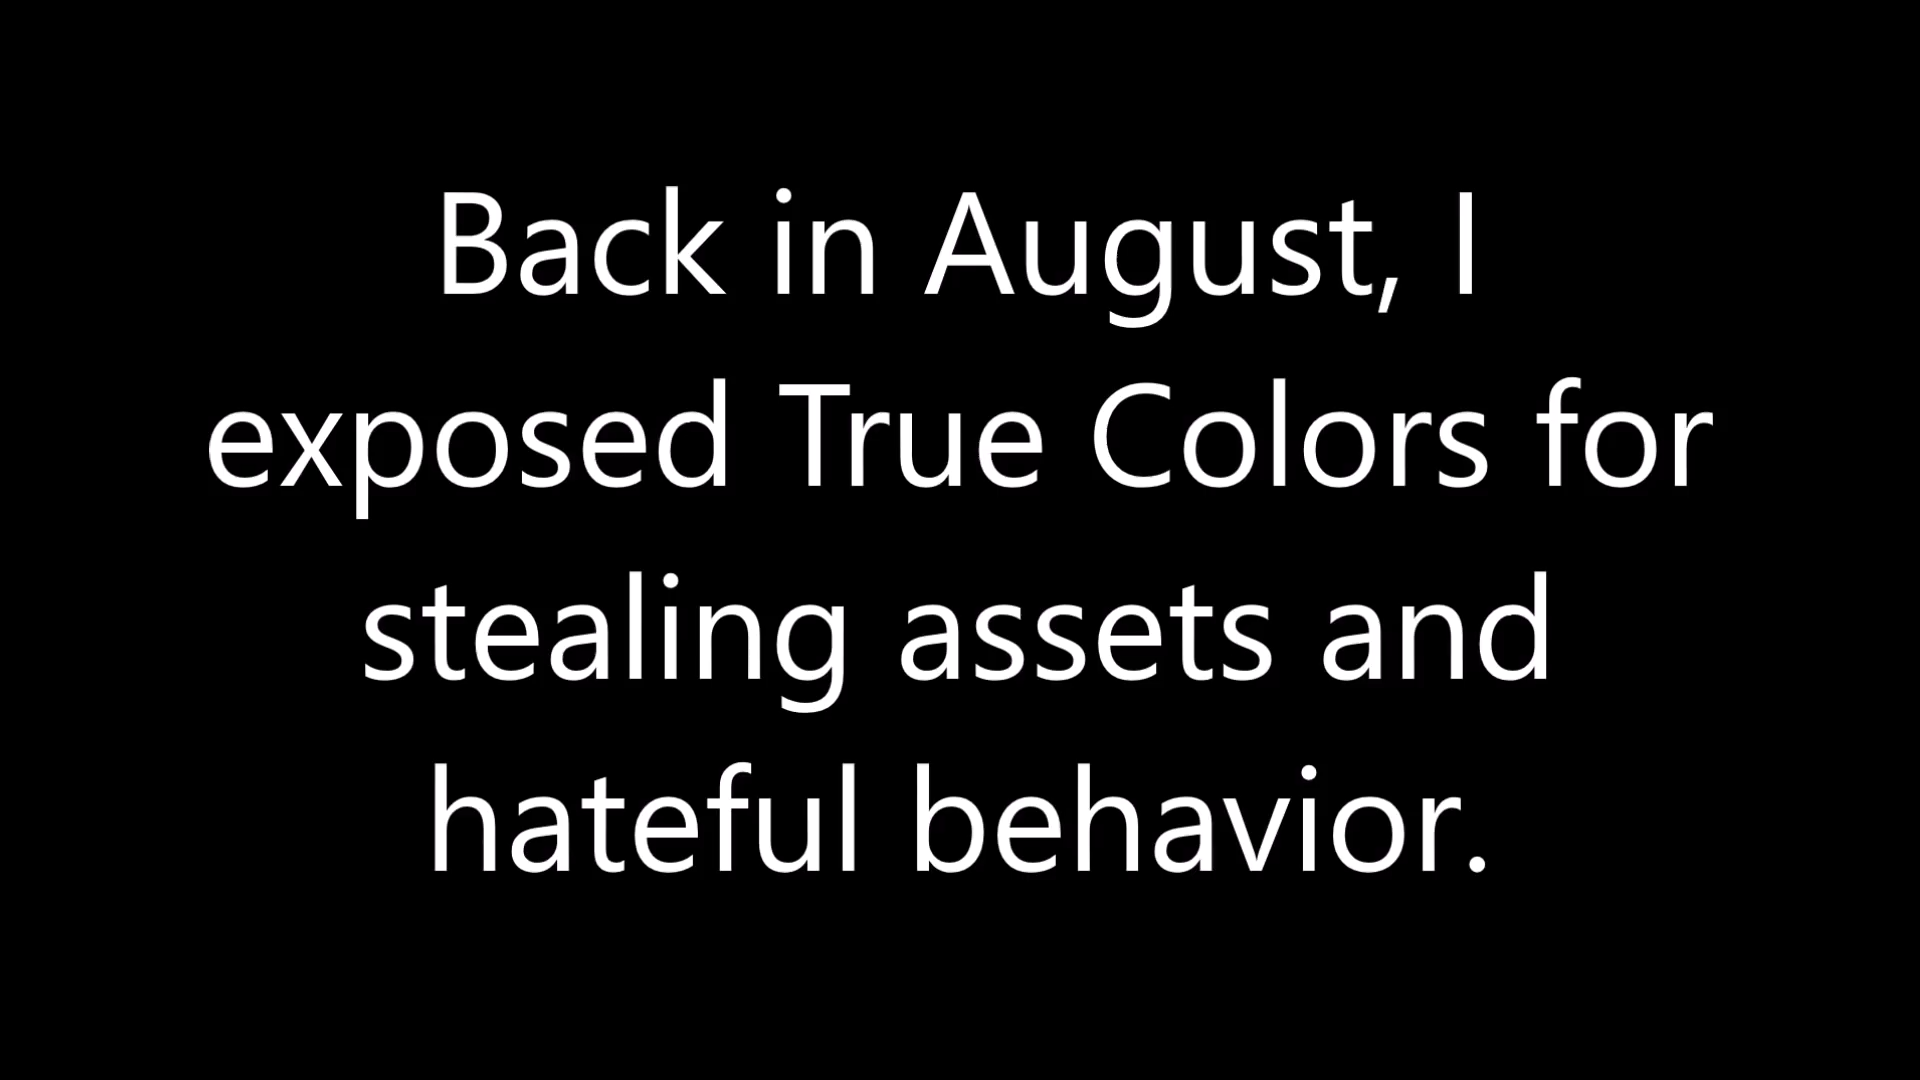 Back in August, I
exposed True Colors for
stealing assets and
hateful behavior.